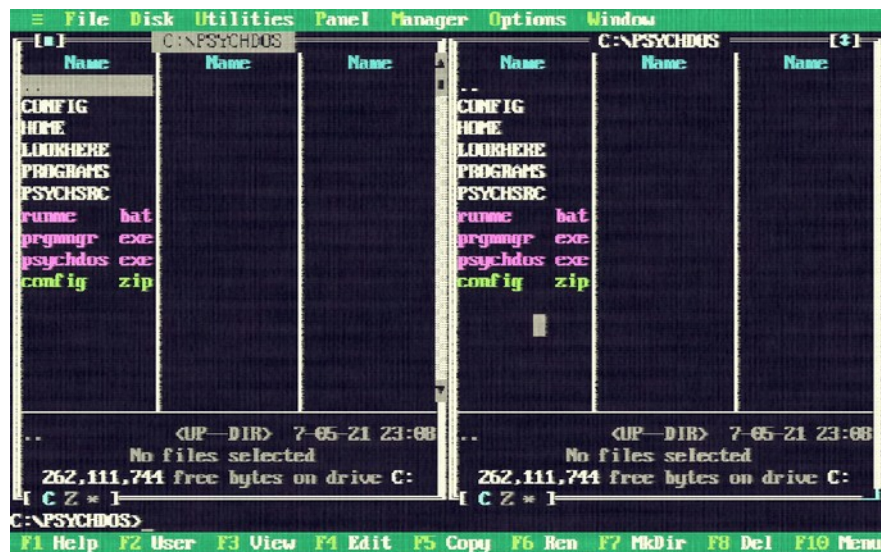 ≡ File Disk Utilities Panel Manager Options Window
[■] C:\PSYCHDOS C:\PSYCHDOS [↕]
Name Name Name Name Name Name
.. ..
CONFIG CONFIG
HOME HOME
LOOKHERE LOOKHERE
PROGRAMS PROGRAMS
PSYCHSRC PSYCHSRC
runme bat runme bat
prgmmgr exe prgmmgr exe
psychdos exe psychdos exe
config zip config zip
.. <UP--DIR> 7-05-21 23:08 .. <UP--DIR> 7-05-21 23:08
No files selected No files selected
262,111,744 free bytes on drive C: 262,111,744 free bytes on drive C:
[ C Z * ] [ C Z * ]
C:\PSYCHDOS>_
F1 Help F2 User F3 View F4 Edit F5 Copy F6 Ren F7 MkDir F8 Del F10 Menu